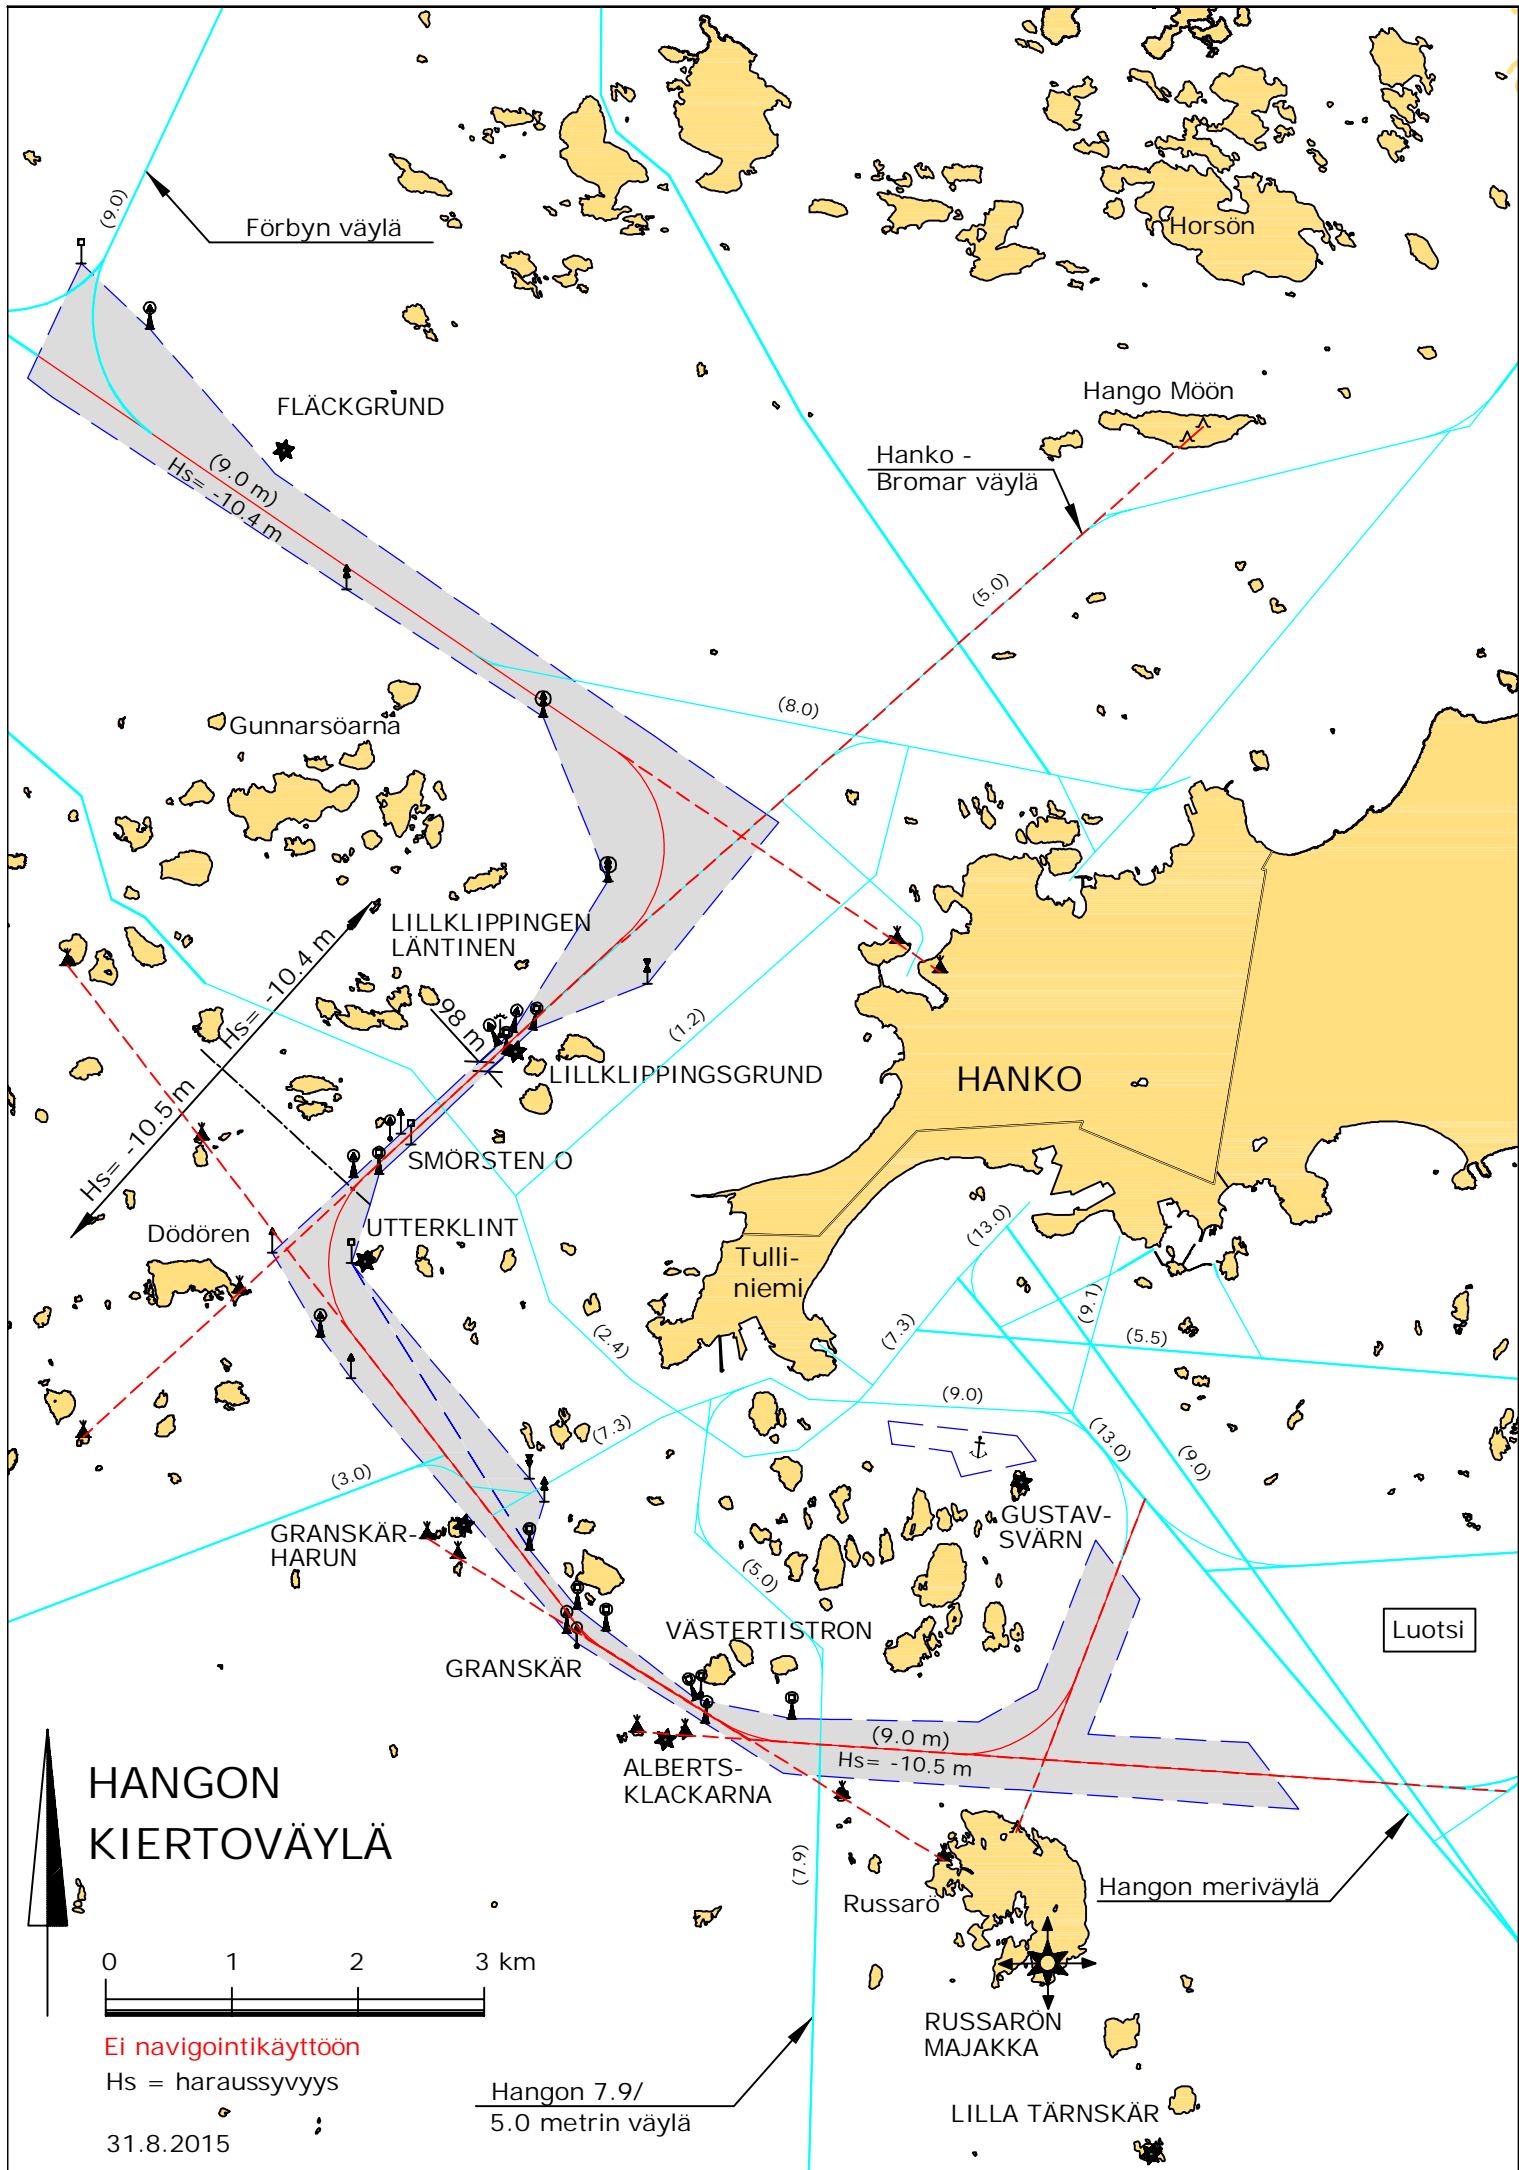 (9.0)
Förbyn väylä
Horsön
FLÄCKGRUND
Hango Möön
(9.0 m)
Hs= -10.4 m
Hanko -
Bromar väylä
(5.0)
(8.0)
Gunnarsöarna
LILLKLIPPINGEN
LÄNTINEN
Hs= -10.4 m
98 m
(1.2)
LILLKLIPPINGSGRUND
HANKO
Hs= -10.5 m
SMÖRSTEN O
Dödören
UTTERKLINT
(13.0)
Tulli-
niemi
(9.1)
(2.4)
(7.3)
(5.5)
(9.0)
(7.3)
(13.0)
(9.0)
(3.0)
GRANSKÄR-
HARUN
GUSTAV-
SVÄRN
(5.0)
VÄSTERTISTRON
Luotsi
GRANSKÄR
(9.0 m)
Hs= -10.5 m
ALBERTS-
KLACKARNA
HANGON
KIERTOVÄYLÄ
(7.9)
Russarö
Hangon meriväylä
0 1 2 3 km
RUSSARÖN
MAJAKKA
Ei navigointikäyttöön
Hs = haraussyvyys
Hangon 7.9/
5.0 metrin väylä
LILLA TÄRNSKÄR
31.8.2015